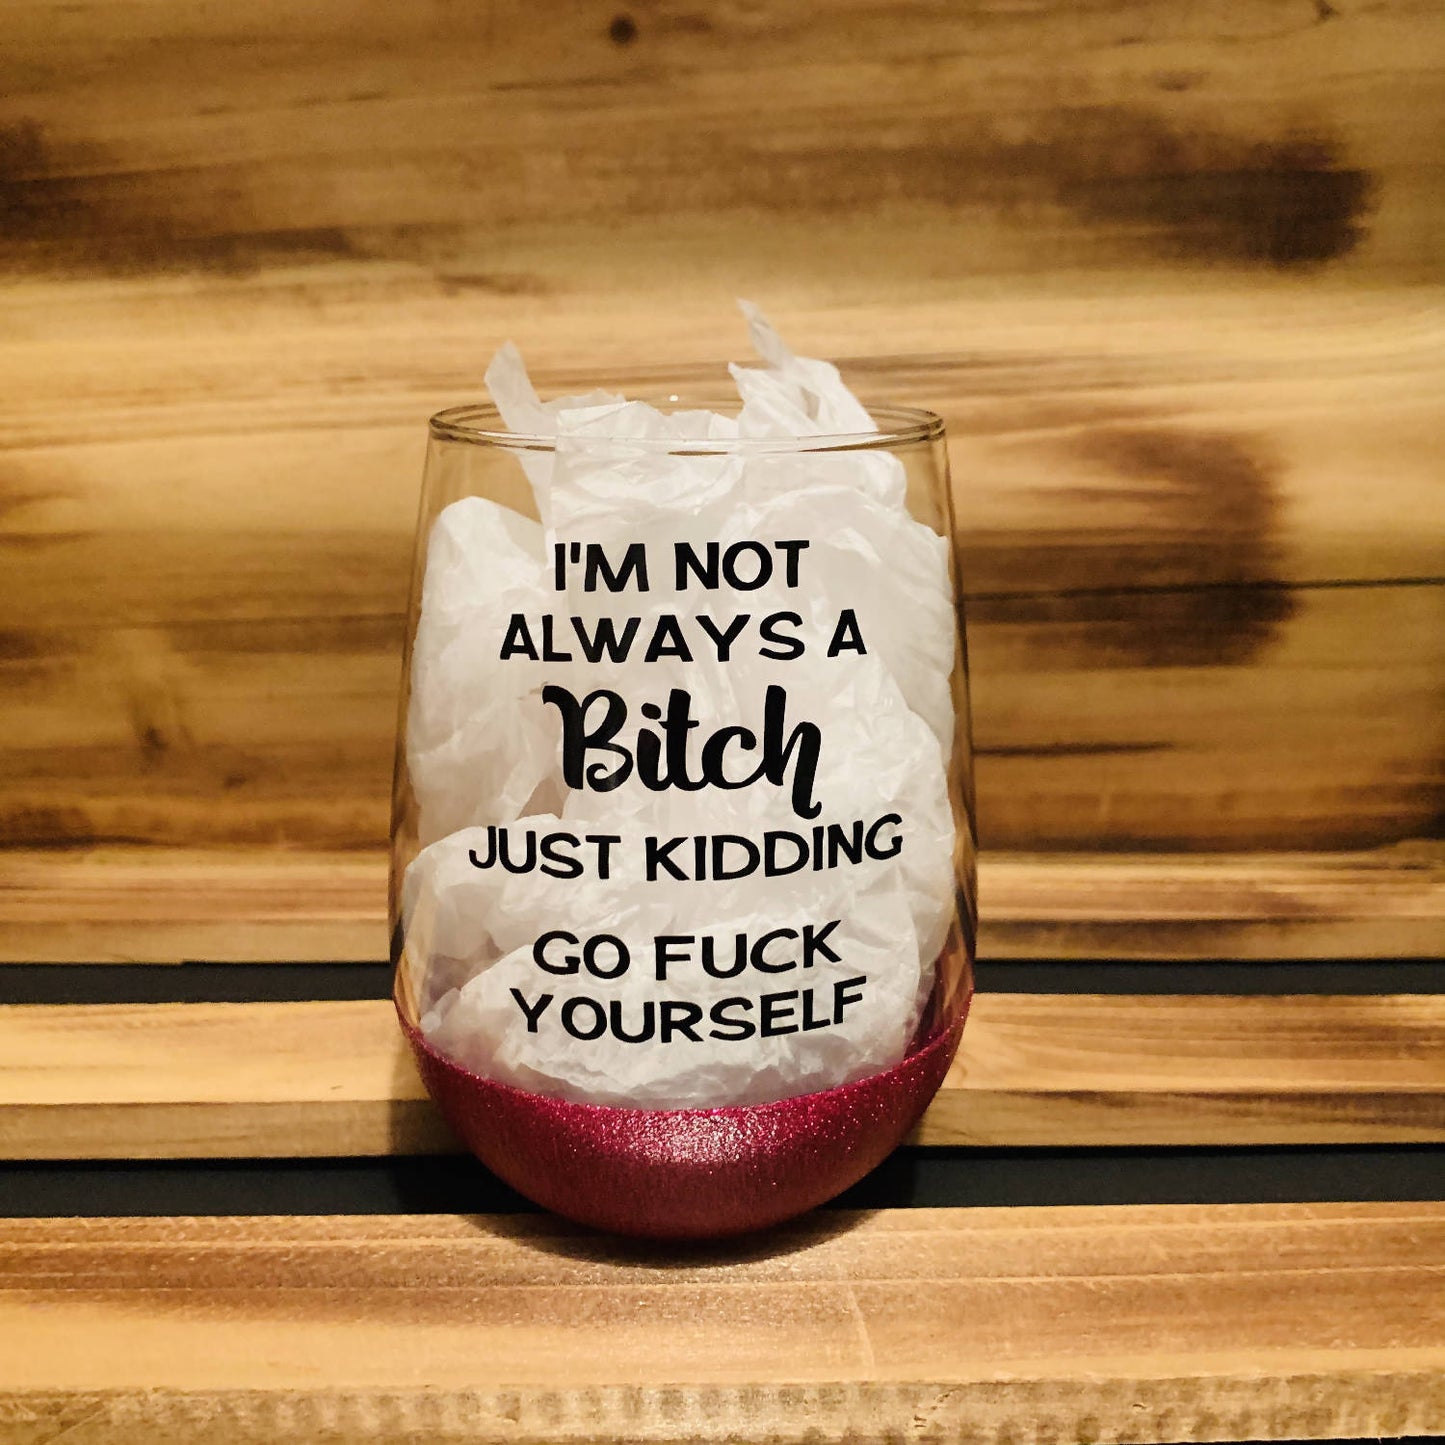 I'M NOT
ALWAYS A
Bitch
JUST KIDDING
GO FUCK
YOURSELF